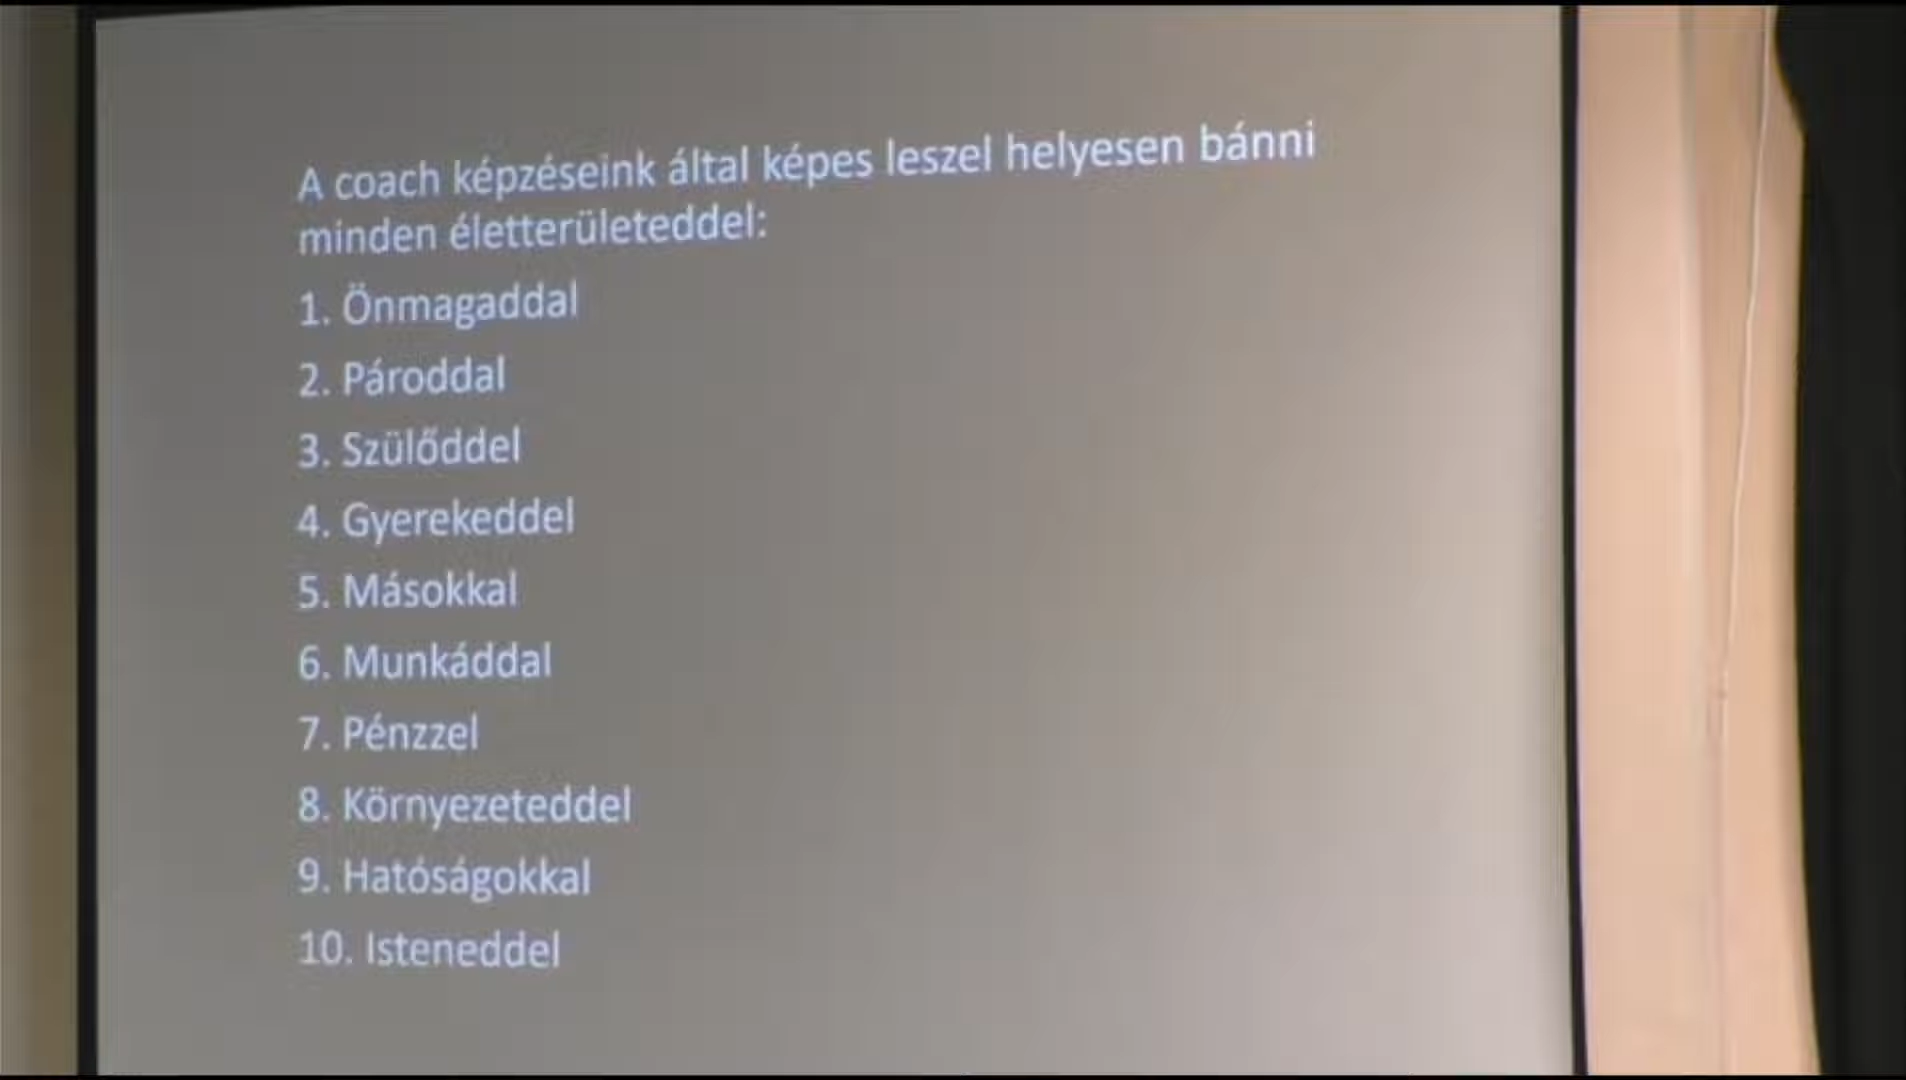 A coach képzéseink által képes leszel helyesen bánni
minden életterületeddel:
1. Önmagaddal
2. Pároddal
3. Szülőddel
4. Gyerekeddel
5. Másokkal
6. Munkáddal
7. Pénzzel
8. Környezeteddel
9. Hatóságokkal
10. Isteneddel